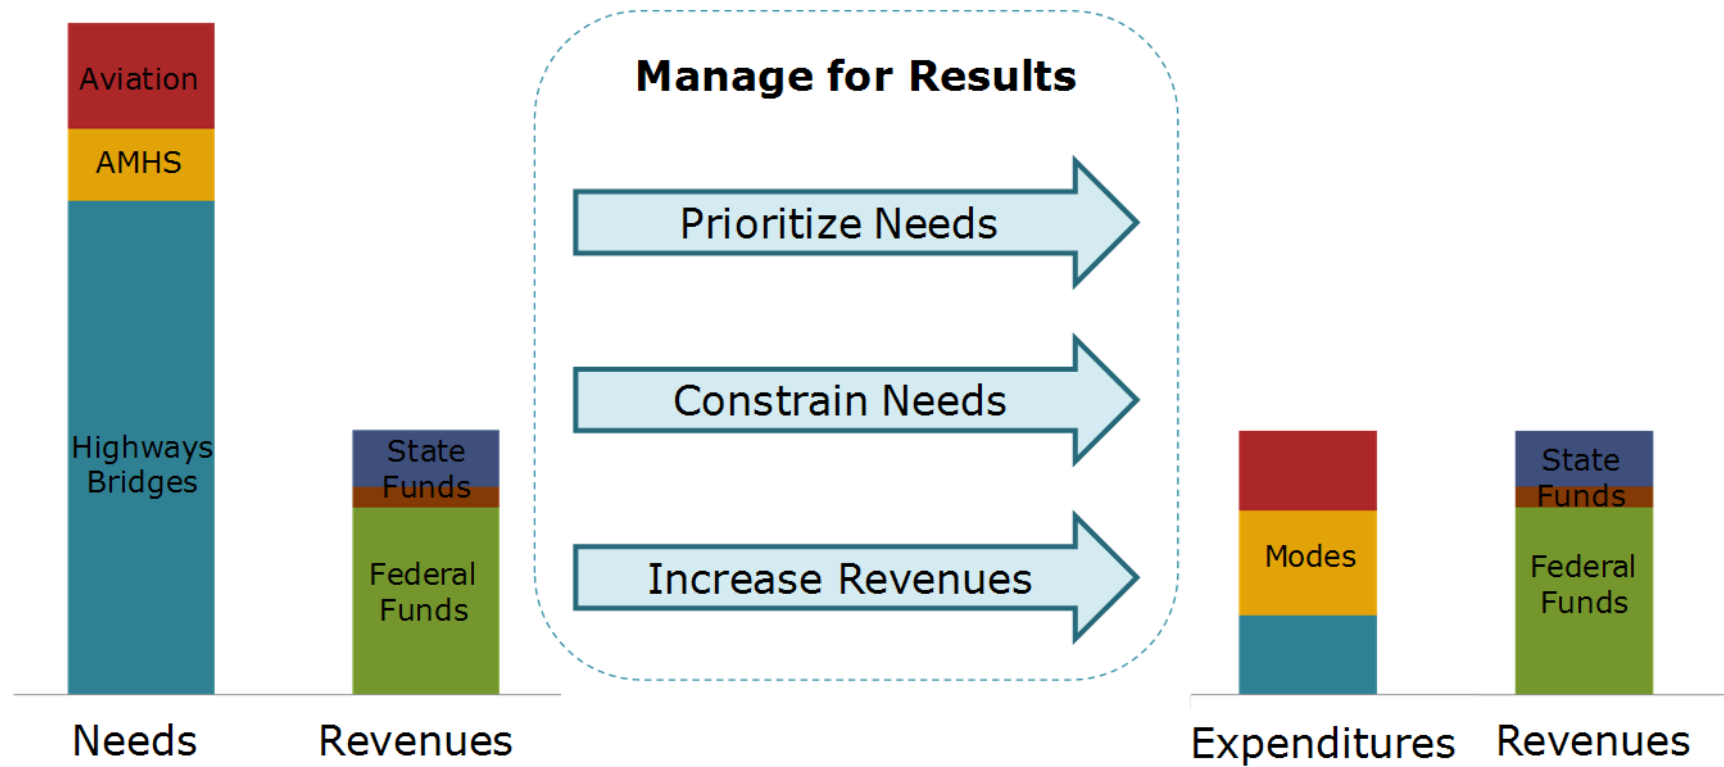 Aviation
AMHS
Highways
Bridges
Needs
State
Funds
Federal
Funds
Revenues
Manage for Results
Prioritize Needs
Constrain Needs
Increase Revenues
Modes
Expenditures
State
Funds
Federal
Funds
Revenues